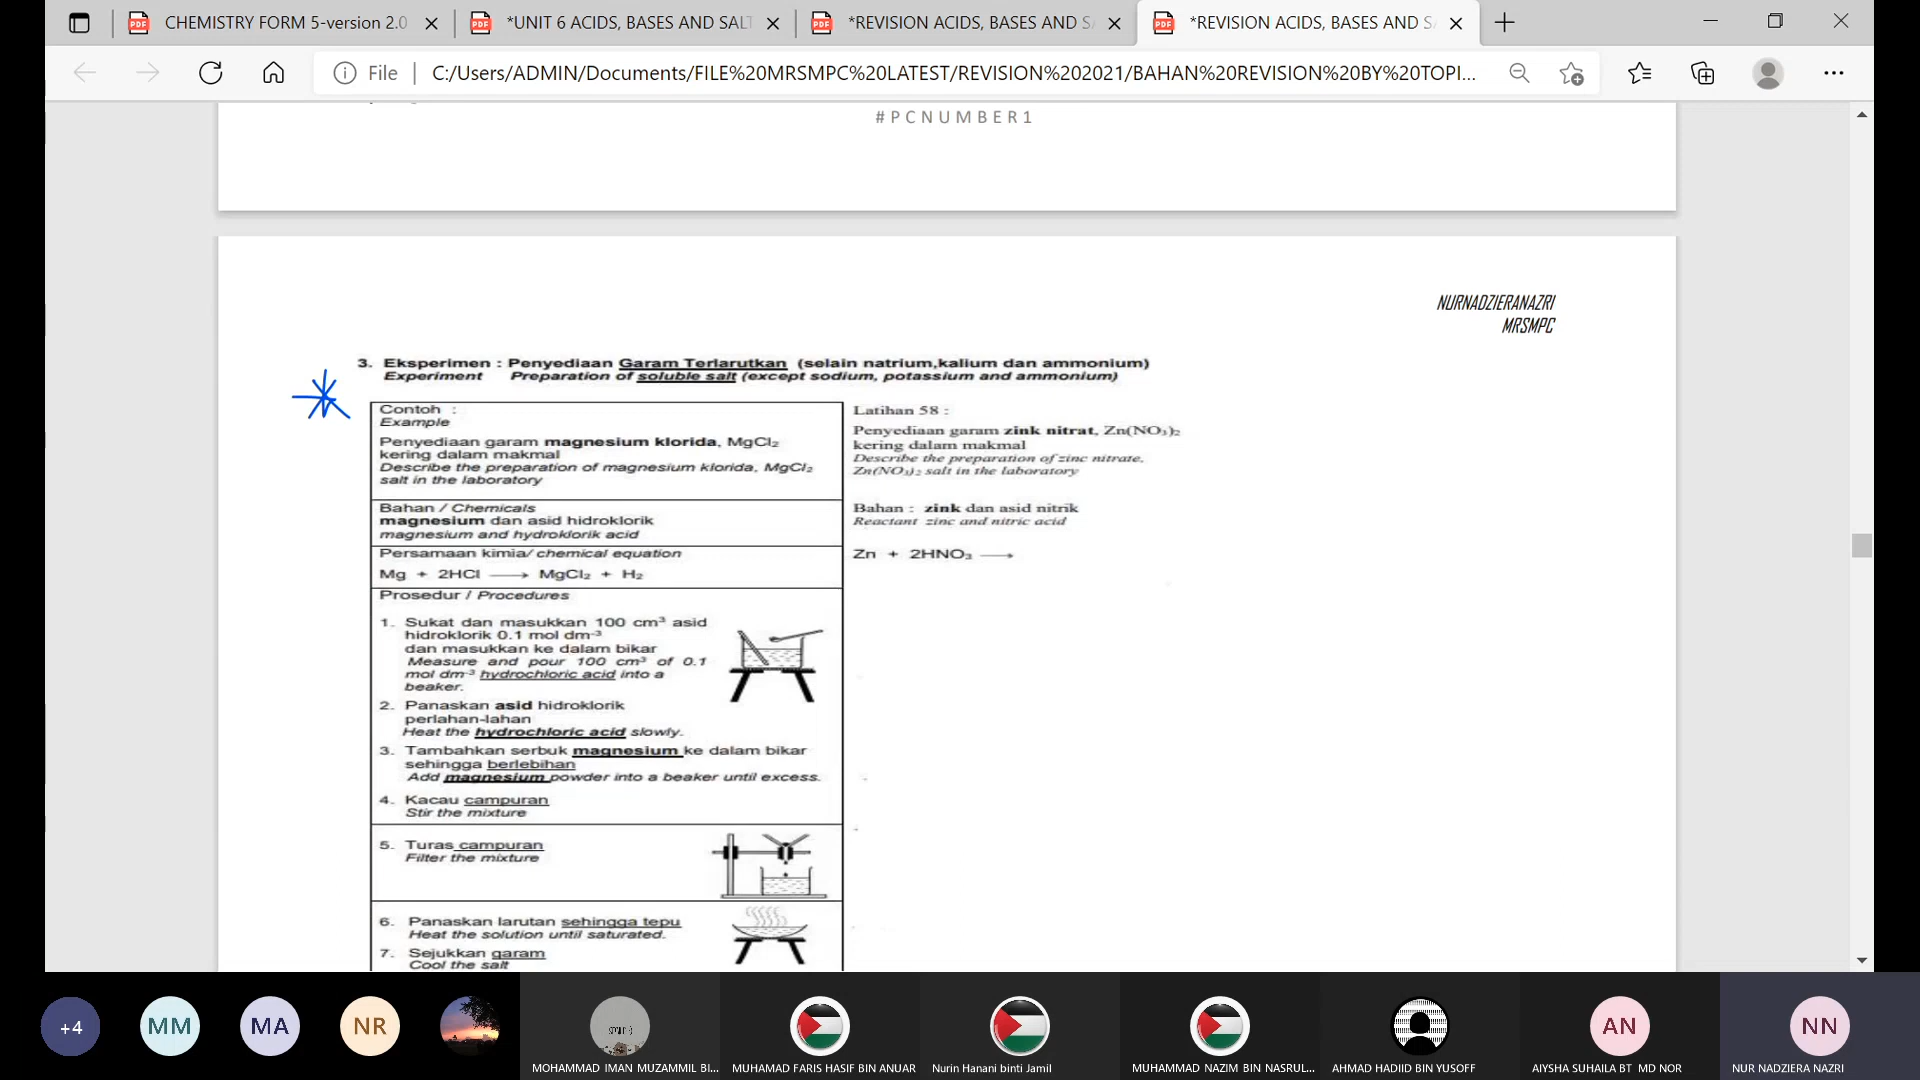 CHEMISTRY FORM 5-version 2.0
*UNIT 6 ACIDS, BASES AND SALT
*REVISION ACIDS, BASES AND SA
*REVISION ACIDS, BASES AND SA
File
C:/Users/ADMIN/Documents/FILE%20MRSMPC%20LATEST/REVISION%202021/BAHAN%20REVISION%20BY%20TOPI...
#PCNUMBER1
NURNADZIERANAZRI
MRSMPC
3. Eksperimen : Penyediaan Garam Terlarutkan (selain natrium,kalium dan ammonium)
Experiment Preparation of soluble salt (except sodium, potassium and ammonium)
Contoh :
Example
Penyediaan garam magnesium klorida, MgCl₂
kering dalam makmal
Describe the preparation of magnesium klorida, MgCl₂
salt in the laboratory
Bahan / Chemicals
magnesium dan asid hidroklorik
magnesium and hydroklorik acid
Persamaan kimia/ chemical equation
Mg + 2HCl ⟶ MgCl₂ + H₂
Prosedur / Procedures
1. Sukat dan masukkan 100 cm³ asid
hidroklorik 0.1 mol dm⁻³
dan masukkan ke dalam bikar
Measure and pour 100 cm³ of 0.1
mol dm⁻³ hydrochloric acid into a
beaker.
2. Panaskan asid hidroklorik
perlahan-lahan
Heat the hydrochloric acid slowly.
3. Tambahkan serbuk magnesium ke dalam bikar
sehingga berlebihan
Add magnesium powder into a beaker until excess.
4. Kacau campuran
Stir the mixture
5. Turas campuran
Filter the mixture
6. Panaskan larutan sehingga tepu
Heat the solution until saturated.
7. Sejukkan garam
Cool the salt
Latihan 58 :
Penyediaan garam zink nitrat, Zn(NO₃)₂
kering dalam makmal
Describe the preparation of zinc nitrate,
Zn(NO₃)₂ salt in the laboratory
Bahan : zink dan asid nitrik
Reactant zinc and nitric acid
Zn + 2HNO₃ ⟶
+4
MM
MA
NR
MOHAMMAD IMAN MUZAMMIL BI...
MUHAMAD FARIS HASIF BIN ANUAR
Nurin Hanani binti Jamil
MUHAMMAD NAZIM BIN NASRUL...
AHMAD HADIID BIN YUSOFF
AN
AIYSHA SUHAILA BT MD NOR
NN
NUR NADZIERA NAZRI